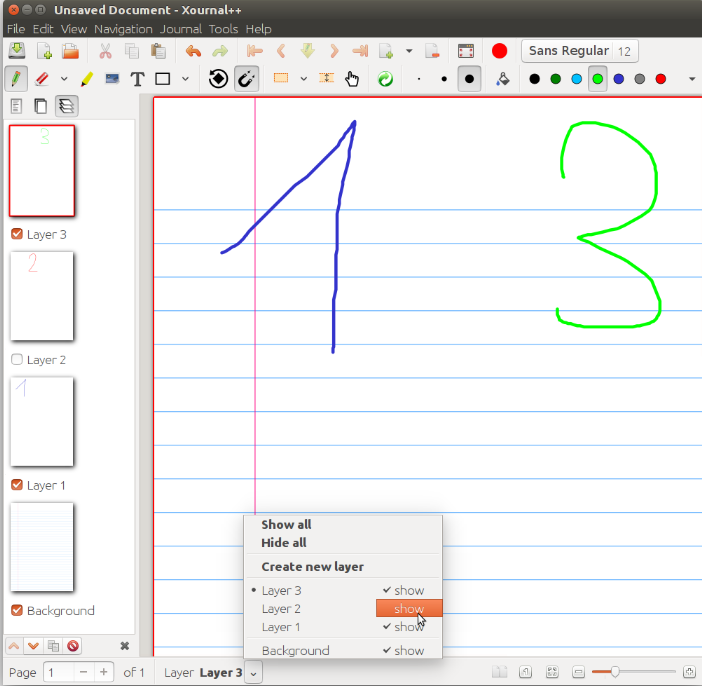 Unsaved Document - Xournal++
File Edit View Navigation Journal Tools Help
Sans Regular 12
T
3
Layer 3
2
Layer 2
1
Layer 1
Background
1 3
Show all
Hide all
Create new layer
• Layer 3 ✓ show
Layer 2 show
Layer 1 ✓ show
Background ✓ show
Page 1 − + of 1 Layer Layer 3